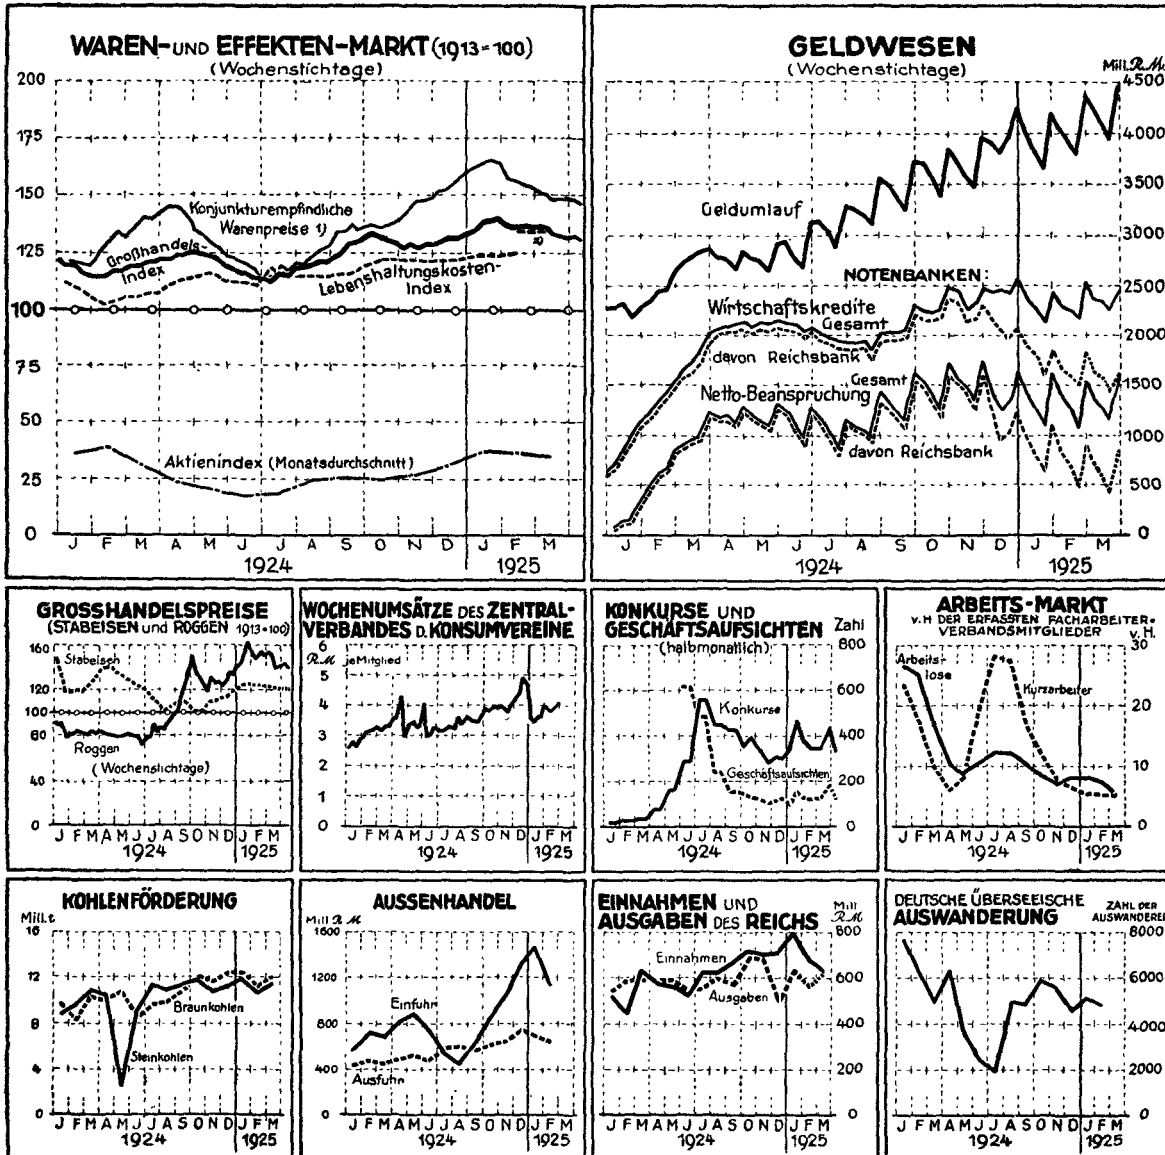 WAREN- UND EFFEKTEN-MARKT (1913=100)
(Wochenstichtage)
200
175
150
125
100
75
50
25
0
Konjunkturempfindliche
Warenpreise 1)
Großhandels-
Index
Lebenshaltungskosten-
Index
Aktienindex (Monatsdurchschnitt)
J F M A M J J A S O N D J F M
1924 1925
GELDWESEN
(Wochenstichtage)
Mill. R.M.
4500
4000
3500
3000
2500
2000
1500
1000
500
0
Geldumlauf
NOTENBANKEN:
Wirtschaftskredite
Gesamt
davon Reichsbank
Gesamt
Netto-Beanspruchung
davon Reichsbank
J F M A M J J A S O N D J F M
1924 1925
GROSSHANDELSPREISE
(STABEISEN und ROGGEN 1913=100)
160
120
100
80
40
0
Stabeisen
Roggen
(Wochenstichtage)
J F M A M J J A S O N D J F M
1924 1925
WOCHENUMSÄTZE DES ZENTRAL-
VERBANDES D. KONSUMVEREINE
R.M je Mitglied
6
5
4
3
2
1
0
J F M A M J J A S O N D J F M
1924 1925
KONKURSE UND
GESCHÄFTSAUFSICHTEN
(halbmonatlich)
Zahl
800
600
400
200
0
Konkurse
Geschäftsaufsichten
J F M A M J J A S O N D J F M
1924 1925
ARBEITS-MARKT
v. H DER ERFASSTEN FACHARBEITER-
VERBANDSMITGLIEDER
v. H.
30
20
10
0
Arbeits-
lose
Kurzarbeiter
J F M A M J J A S O N D J F M
1924 1925
KOHLENFÖRDERUNG
Mill. t
16
12
8
4
0
Braunkohlen
Steinkohlen
J F M A M J J A S O N D J F M
1924 1925
AUSSENHANDEL
Mill R.M
1600
1200
800
400
0
Einfuhr
Ausfuhr
J F M A M J J A S O N D J F M
1924 1925
EINNAHMEN UND
AUSGABEN DES REICHS
Mill
R.M
800
600
400
200
0
Einnahmen
Ausgaben
J F M A M J J A S O N D J F M
1924 1925
DEUTSCHE ÜBERSEEISCHE
AUSWANDERUNG
ZAHL DER
AUSWANDERER
8000
6000
4000
2000
0
J F M A M J J A S O N D J F M
1924 1925